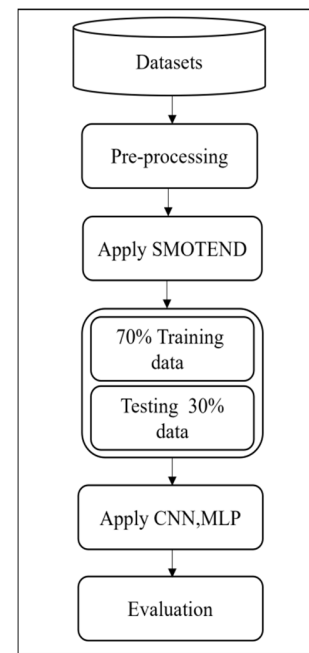 Datasets
Pre-processing
Apply SMOTEND
70% Training
data
Testing 30%
data
Apply CNN,MLP
Evaluation